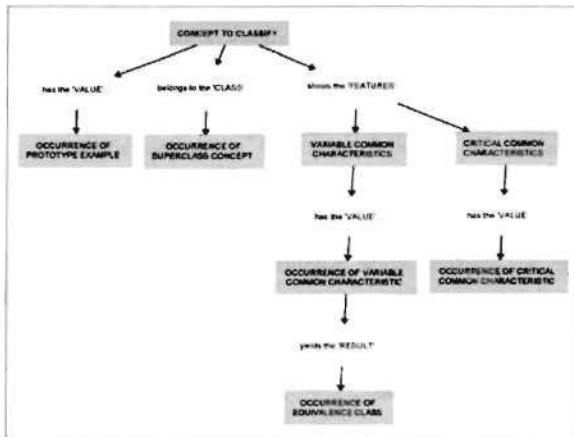 CONCEPT TO CLASSIFY
has the 'VALUE'
belongs to the 'CLASS'
shows the 'FEATURES'
OCCURRENCE OF
PROTOTYPE EXAMPLE
OCCURRENCE OF
SUPERCLASS CONCEPT
VARIABLE COMMON
CHARACTERISTICS
CRITICAL COMMON
CHARACTERISTICS
has the 'VALUE'
has the 'VALUE'
OCCURRENCE OF VARIABLE
COMMON CHARACTERISTIC
OCCURRENCE OF CRITICAL
COMMON CHARACTERISTIC
yields the 'RESULT'
OCCURRENCE OF
EQUIVALENCE CLASS